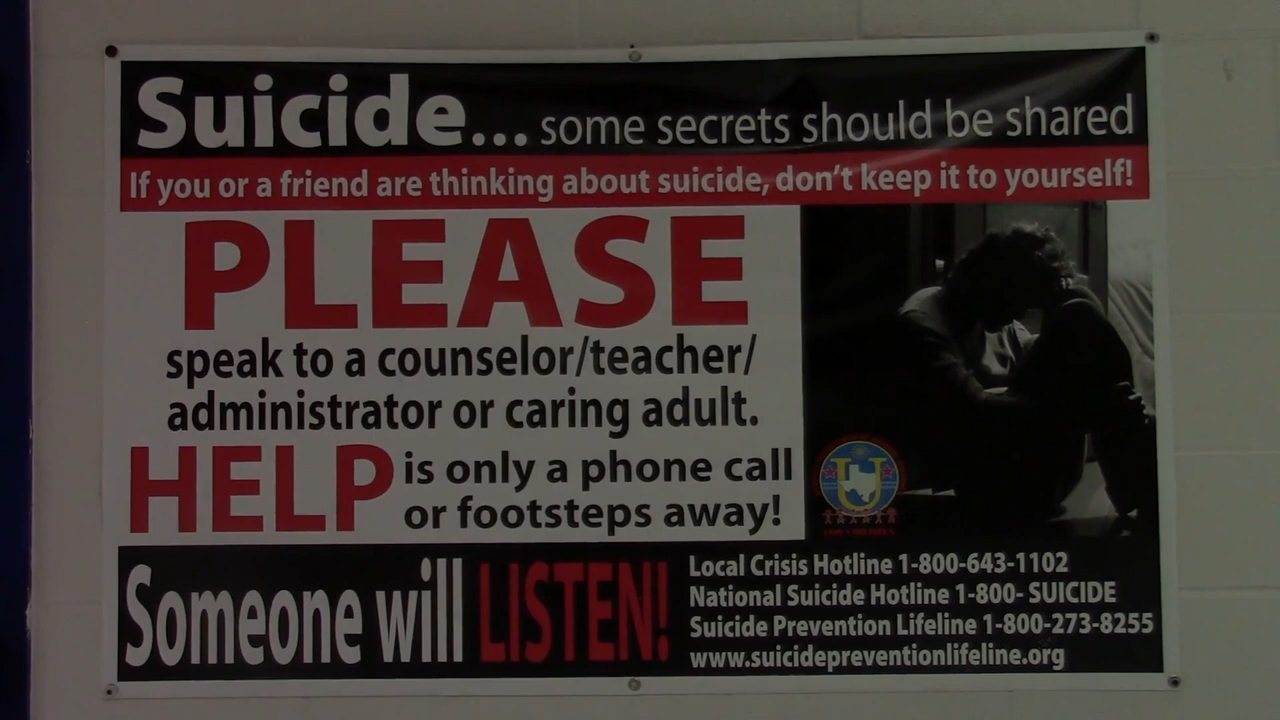 Suicide... some secrets should be shared
If you or a friend are thinking about suicide, don't keep it to yourself!
PLEASE
speak to a counselor/teacher/
administrator or caring adult.
HELP is only a phone call
or footsteps away!
U
Someone will LISTEN!
Local Crisis Hotline 1-800-643-1102
National Suicide Hotline 1-800- SUICIDE
Suicide Prevention Lifeline 1-800-273-8255
www.suicidepreventionlifeline.org